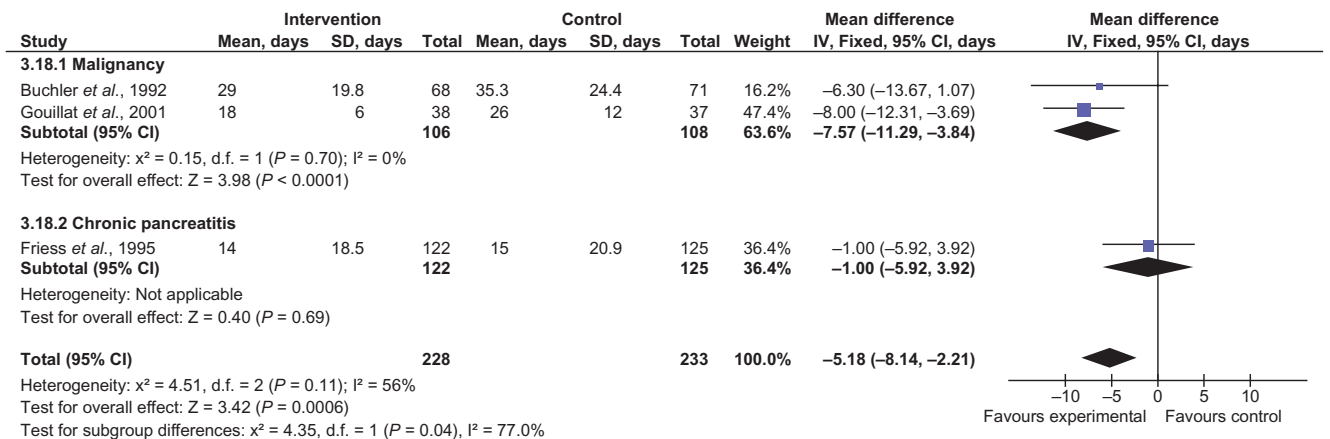 Intervention Control Mean difference Mean difference
Study Mean, days SD, days Total Mean, days SD, days Total Weight IV, Fixed, 95% CI, days IV, Fixed, 95% CI, days
3.18.1 Malignancy
Buchler et al., 1992 29 19.8 68 35.3 24.4 71 16.2% –6.30 (–13.67, 1.07)
Gouillat et al., 2001 18 6 38 26 12 37 47.4% –8.00 (–12.31, –3.69)
Subtotal (95% CI) 106 108 63.6% –7.57 (–11.29, –3.84)
Heterogeneity: x² = 0.15, d.f. = 1 (P = 0.70); I² = 0%
Test for overall effect: Z = 3.98 (P < 0.0001)
3.18.2 Chronic pancreatitis
Friess et al., 1995 14 18.5 122 15 20.9 125 36.4% –1.00 (–5.92, 3.92)
Subtotal (95% CI) 122 125 36.4% –1.00 (–5.92, 3.92)
Heterogeneity: Not applicable
Test for overall effect: Z = 0.40 (P = 0.69)
Total (95% CI) 228 233 100.0% –5.18 (–8.14, –2.21)
Heterogeneity: x² = 4.51, d.f. = 2 (P = 0.11); I² = 56%
Test for overall effect: Z = 3.42 (P = 0.0006)
Test for subgroup differences: x² = 4.35, d.f. = 1 (P = 0.04), I² = 77.0%
–10 –5 0 5 10
Favours experimental Favours control